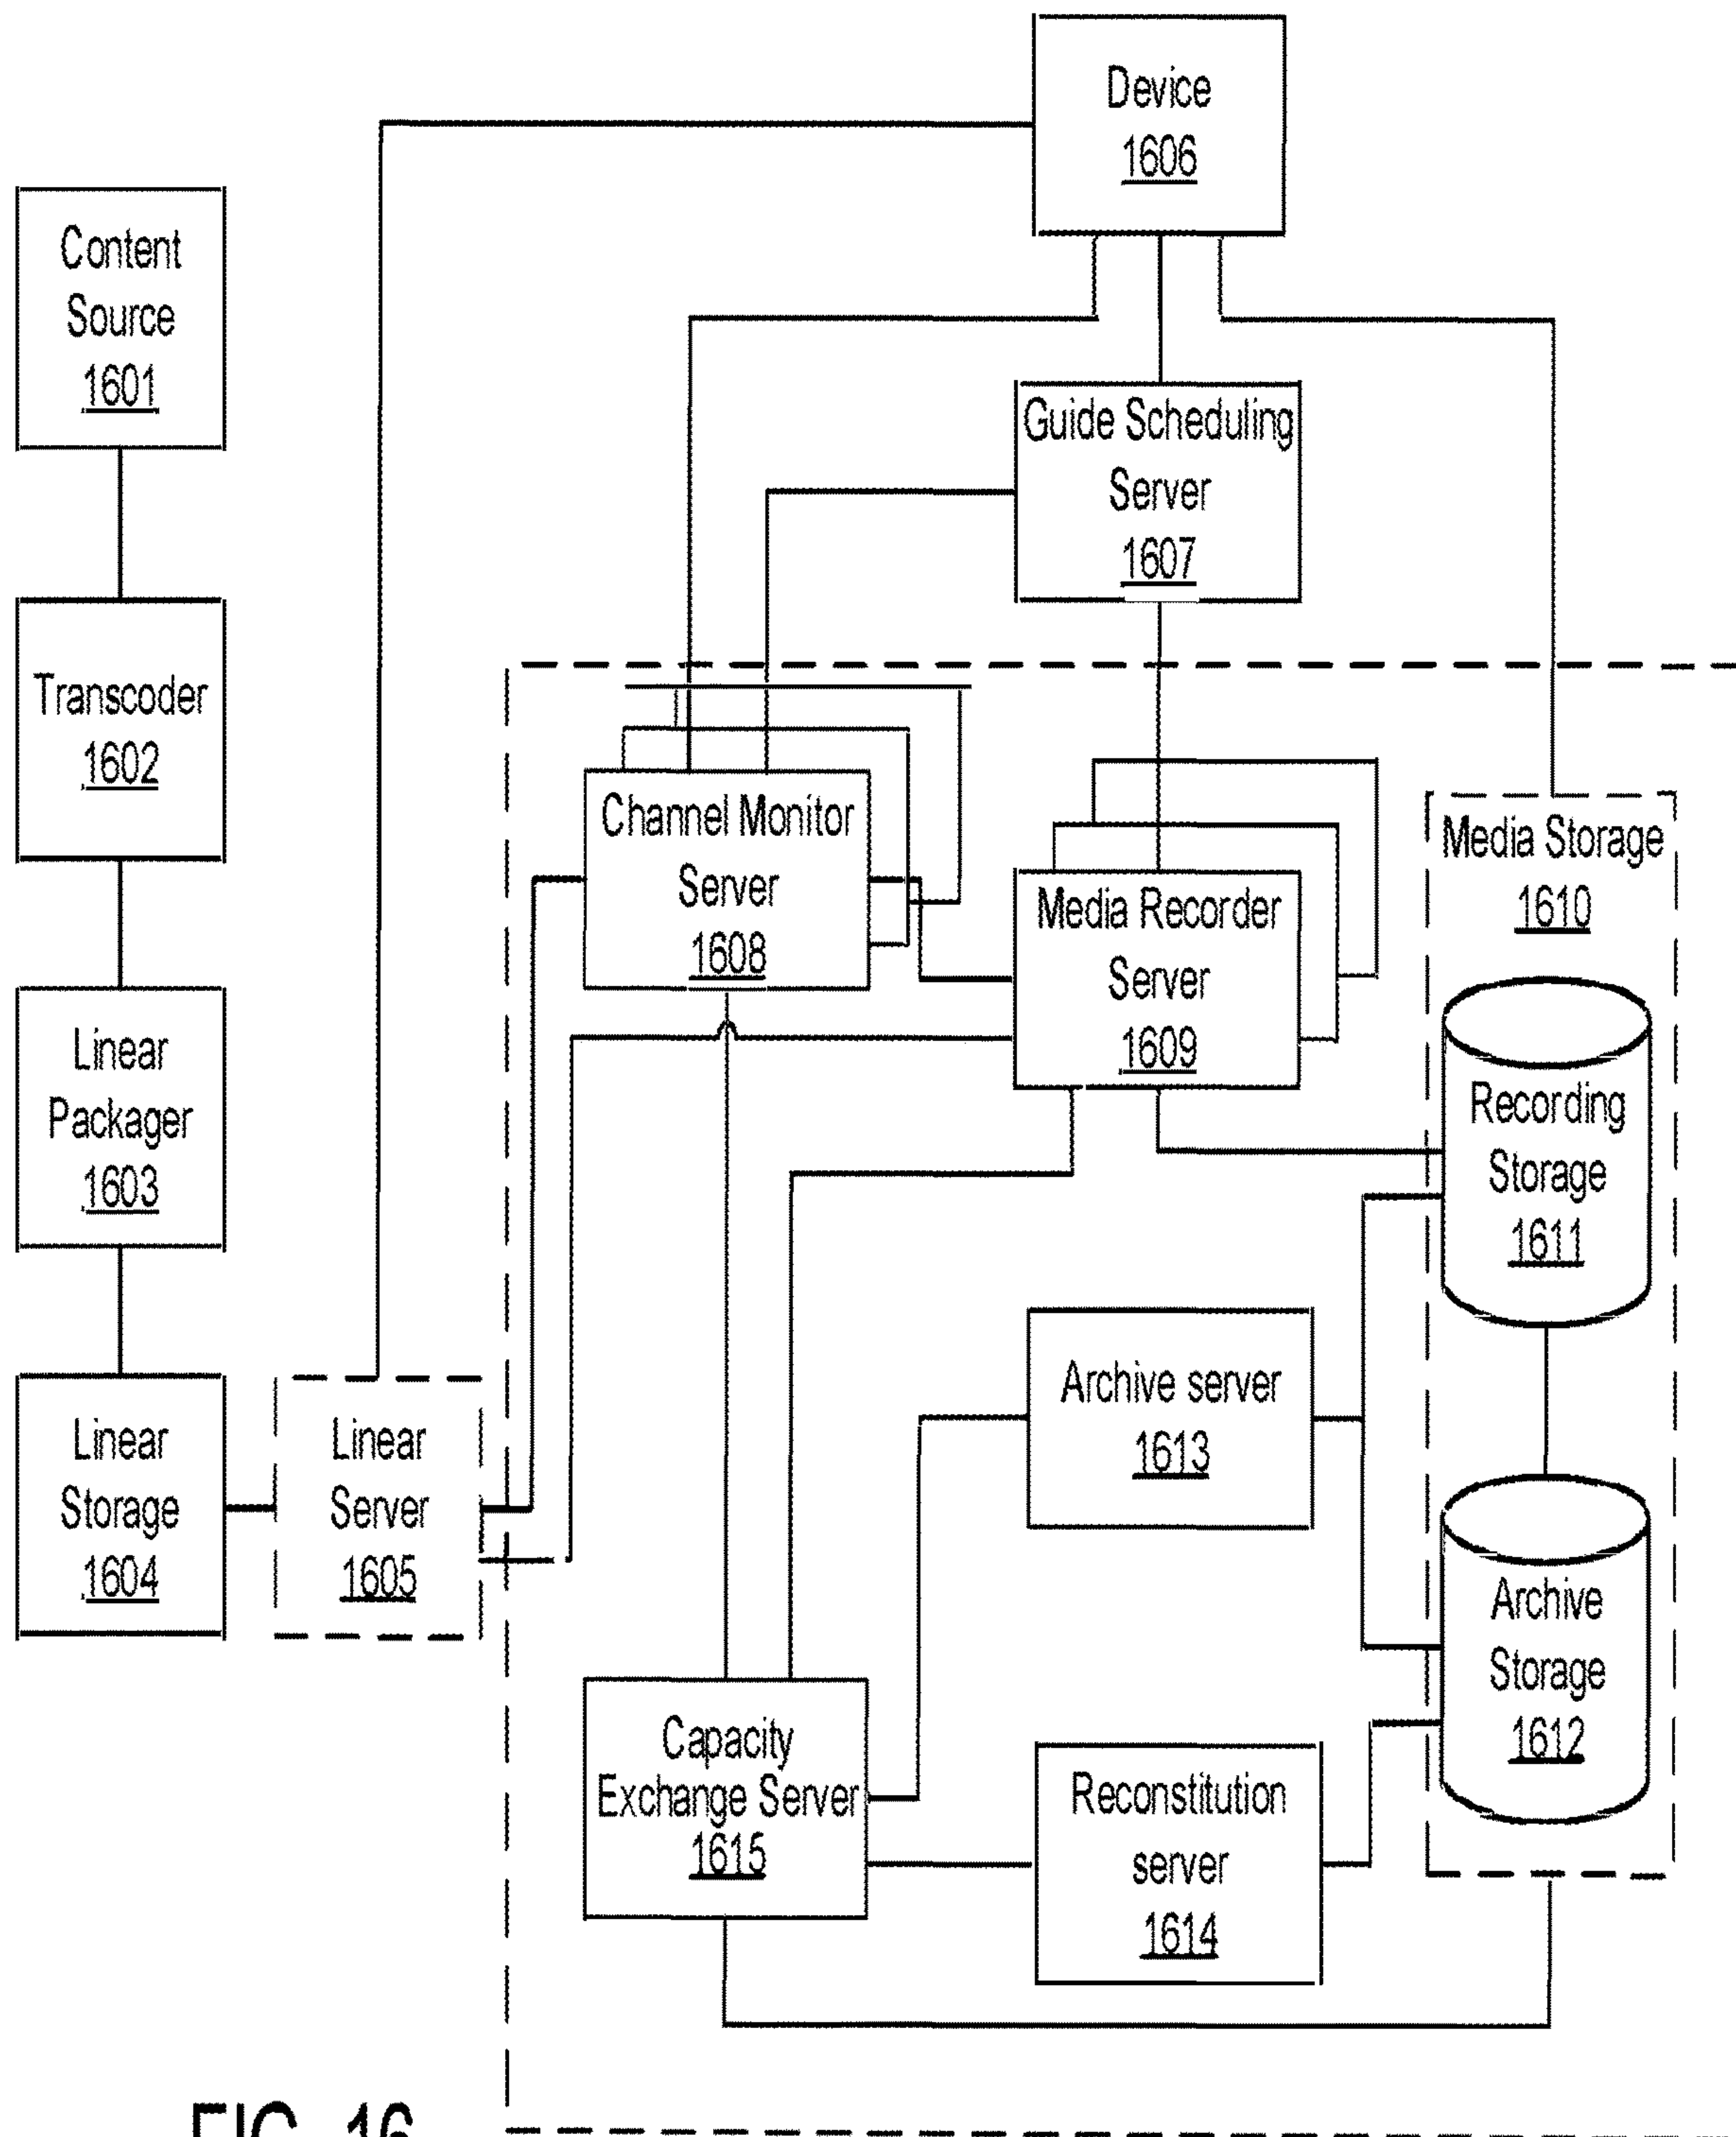 Device
1606
Content
Source
1601
Guide Scheduling
Server
1607
Transcoder
1602
Channel Monitor
Server
1608
Media Recorder
Server
1609
Media Storage
1610
Linear
Packager
1603
Recording
Storage
1611
Archive server
1613
Linear
Storage
1604
Linear
Server
1605
Archive
Storage
1612
Capacity
Exchange Server
1615
Reconstitution
server
1614
FIG. 16